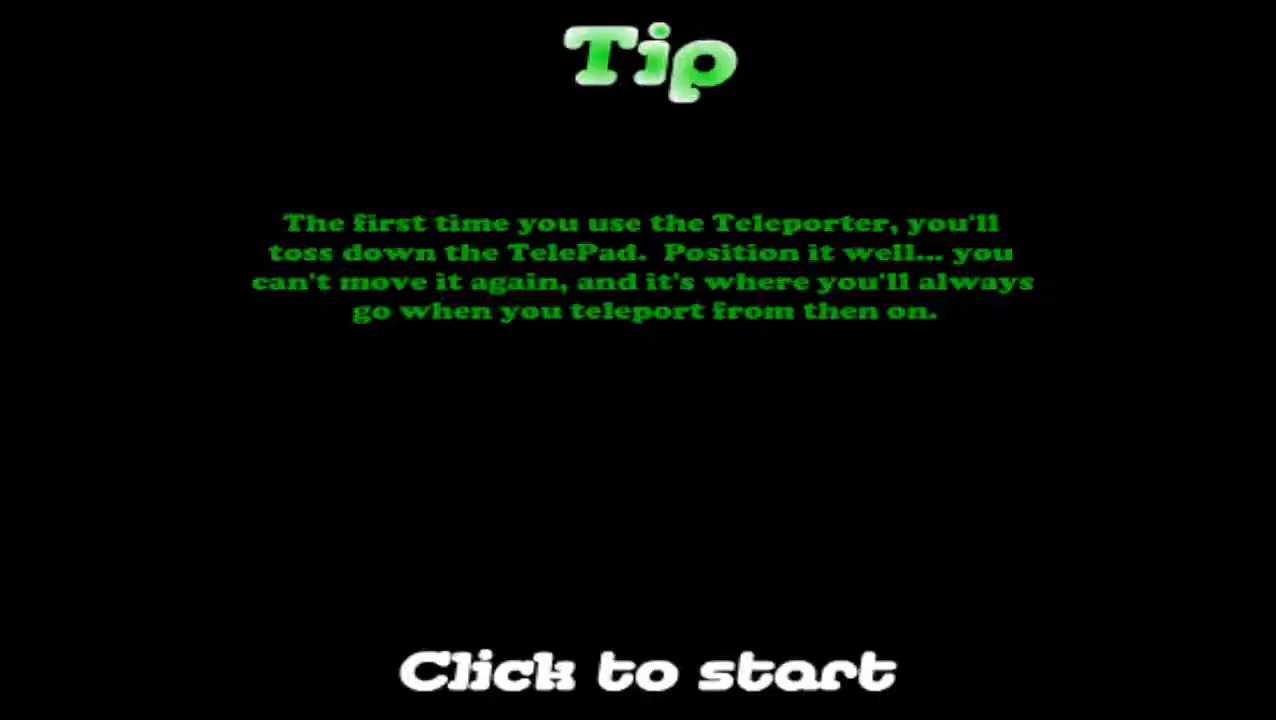 Tip
The first time you use the Teleporter, you'll
toss down the TelePad.  Position it well... you
can't move it again, and it's where you'll always
go when you teleport from then on.
Click to start